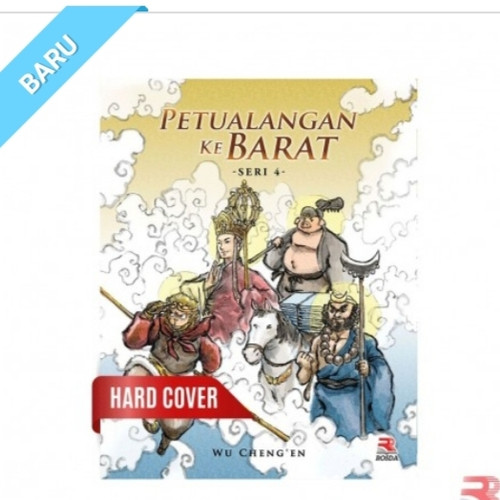 BARU
PETUALANGAN
KE BARAT
-SERI 4-
HARD COVER
WU CHENG'EN
ROSDA